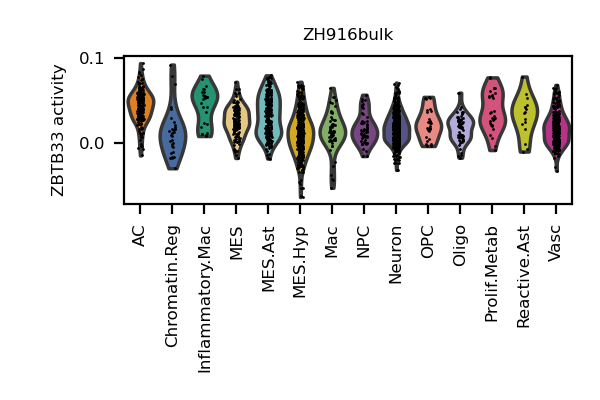 ZH916bulk
ZBTB33 activity
0.1
0.0
AC
Chromatin.Reg
Inflammatory.Mac
MES
MES.Ast
MES.Hyp
Mac
NPC
Neuron
OPC
Oligo
Prolif.Metab
Reactive.Ast
Vasc